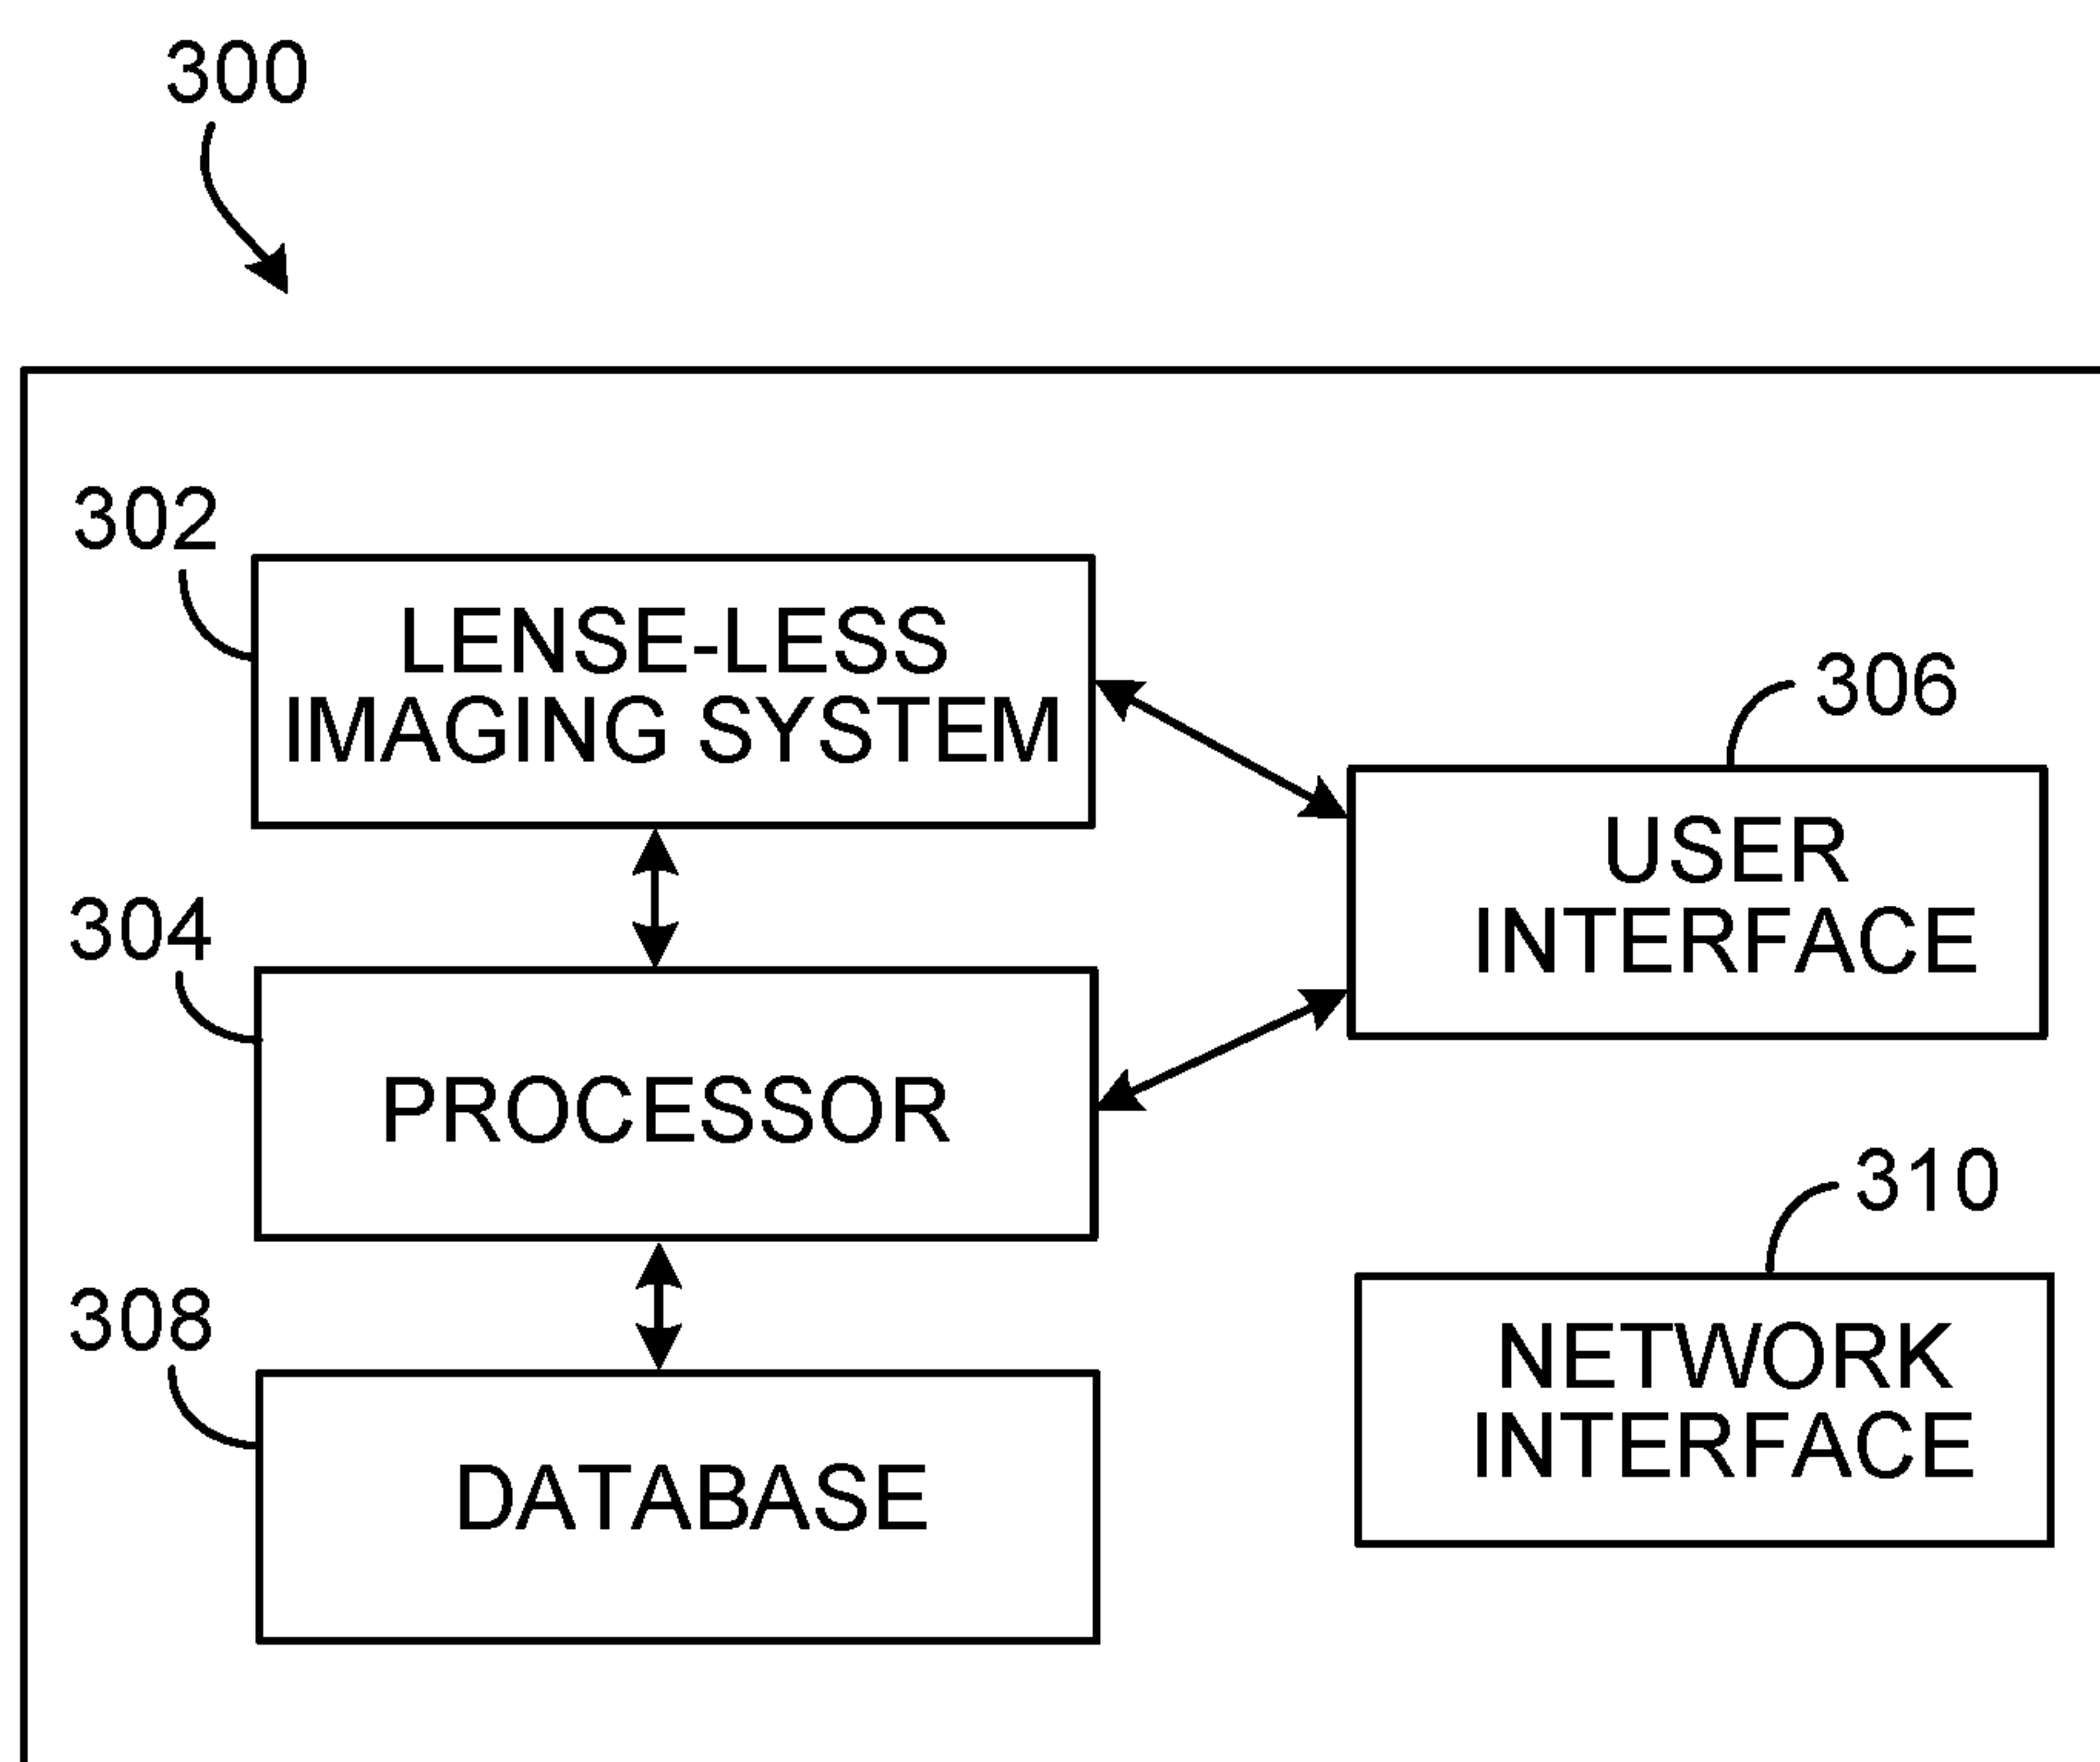 300
302
LENSE-LESS
IMAGING SYSTEM
306
USER
INTERFACE
304
PROCESSOR
310
NETWORK
INTERFACE
308
DATABASE